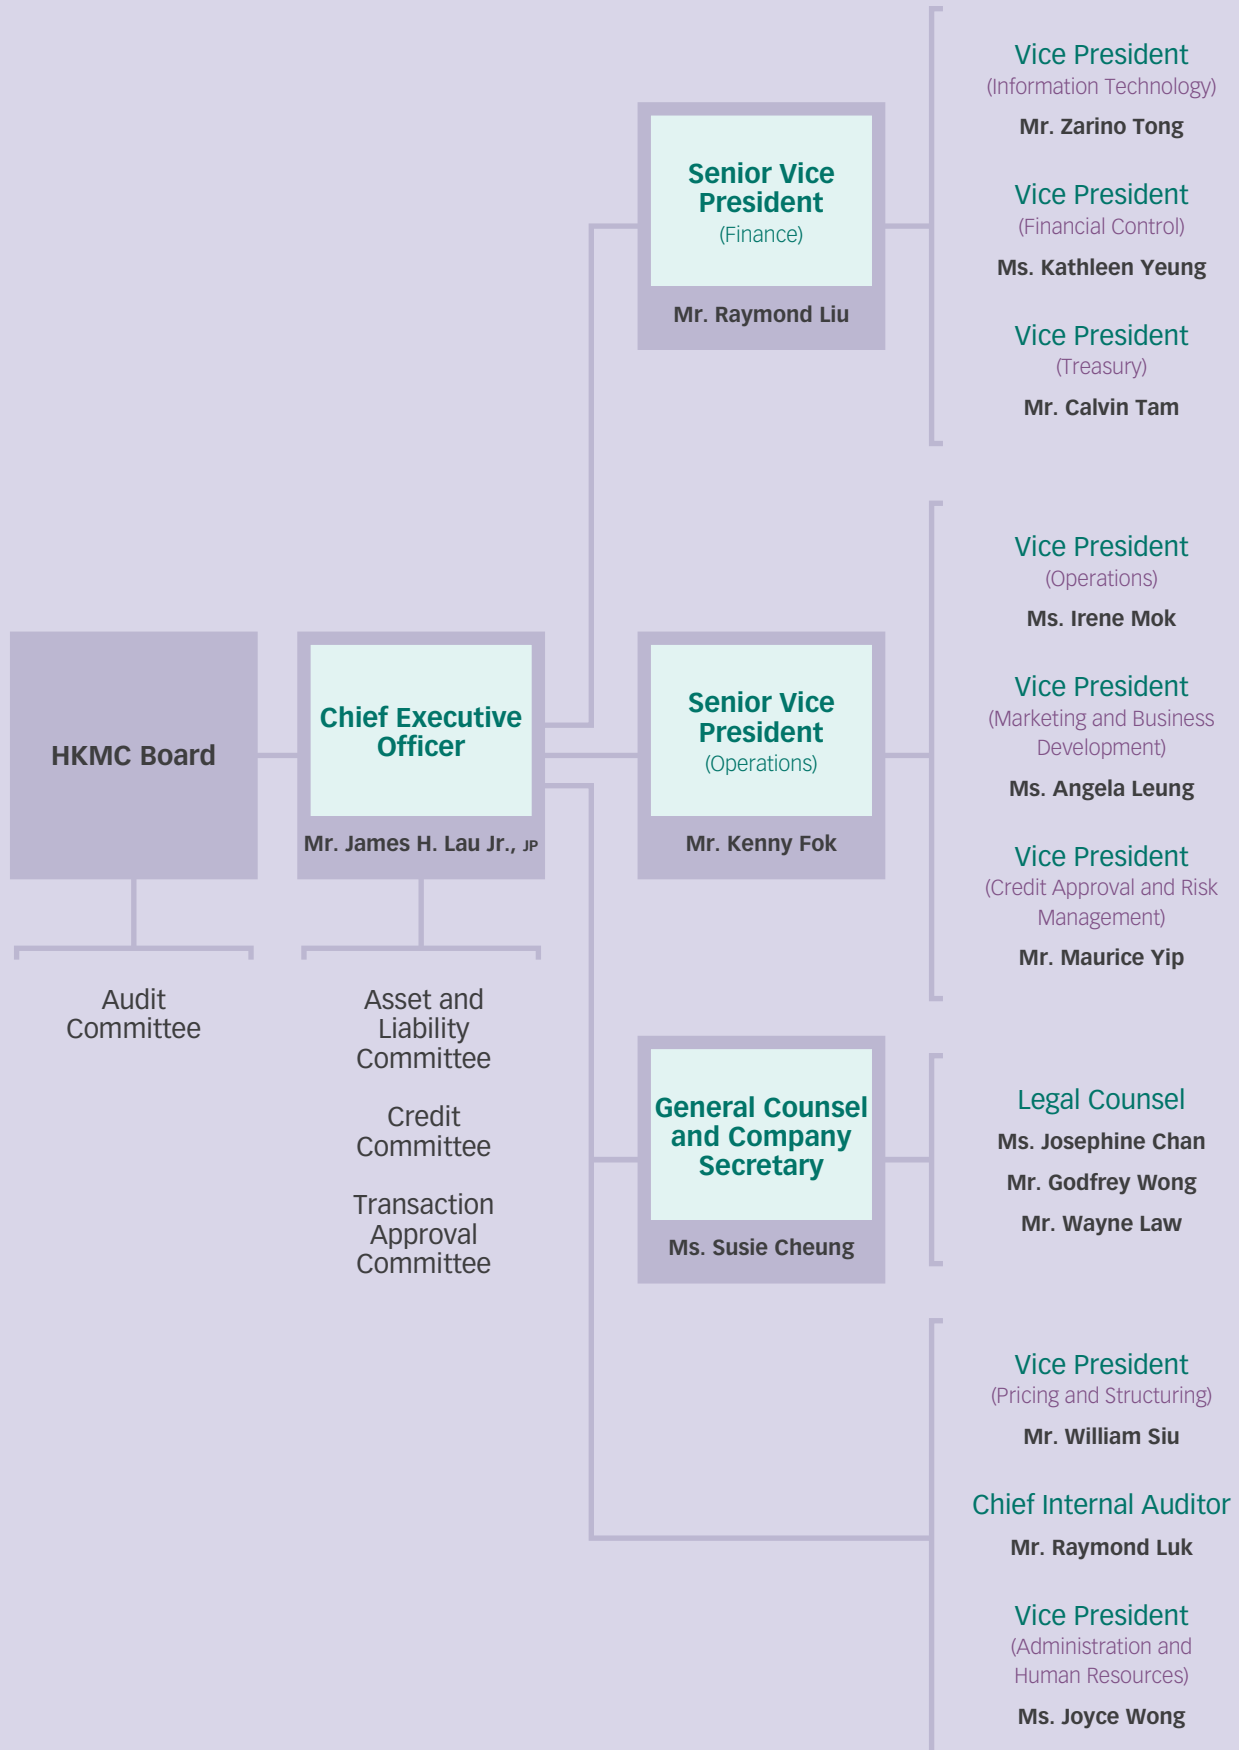 HKMC Board
Audit
Committee
Chief Executive
Officer
Mr. James H. Lau Jr., JP
Asset and
Liability
Committee
Credit
Committee
Transaction
Approval
Committee
Senior Vice
President
(Finance)
Mr. Raymond Liu
Vice President
(Information Technology)
Mr. Zarino Tong
Vice President
(Financial Control)
Ms. Kathleen Yeung
Vice President
(Treasury)
Mr. Calvin Tam
Senior Vice
President
(Operations)
Mr. Kenny Fok
Vice President
(Operations)
Ms. Irene Mok
Vice President
(Marketing and Business
Development)
Ms. Angela Leung
Vice President
(Credit Approval and Risk
Management)
Mr. Maurice Yip
General Counsel
and Company
Secretary
Ms. Susie Cheung
Legal Counsel
Ms. Josephine Chan
Mr. Godfrey Wong
Mr. Wayne Law
Vice President
(Pricing and Structuring)
Mr. William Siu
Chief Internal Auditor
Mr. Raymond Luk
Vice President
(Administration and
Human Resources)
Ms. Joyce Wong